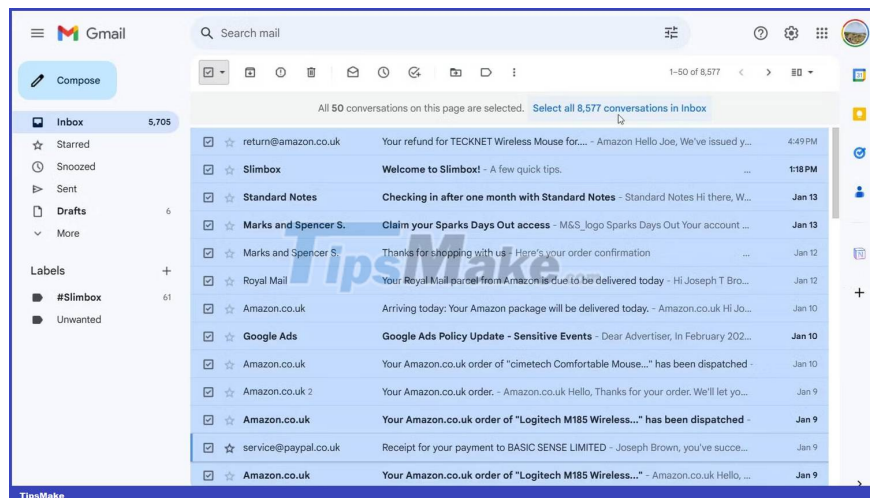 Gmail
Search mail
Compose
1–50 of 8,577
31
All 50 conversations on this page are selected. Select all 8,577 conversations in Inbox
Inbox 5,705
Starred
Snoozed
Sent
Drafts 6
More
Labels
#Slimbox 61
Unwanted
return@amazon.co.uk Your refund for TECKNET Wireless Mouse for.... - Amazon Hello Joe, We've issued y... 4:49 PM
Slimbox Welcome to Slimbox! - A few quick tips. ... 1:18 PM
Standard Notes Checking in after one month with Standard Notes - Standard Notes Hi there, W... Jan 13
Marks and Spencer S. Claim your Sparks Days Out access - M&S_logo Sparks Days Out Your account ... Jan 13
Marks and Spencer S. Thanks for shopping with us - Here's your order confirmation ... Jan 12
Royal Mail Your Royal Mail parcel from Amazon is due to be delivered today - Hi Joseph T Bro... Jan 12
Amazon.co.uk Arriving today: Your Amazon package will be delivered today. - Amazon.co.uk Hi Jo... Jan 10
Google Ads Google Ads Policy Update - Sensitive Events - Dear Advertiser, In February 202... Jan 10
Amazon.co.uk Your Amazon.co.uk order of "cimetech Comfortable Mouse..." has been dispatched - Jan 10
Amazon.co.uk 2 Your Amazon.co.uk order. - Amazon.co.uk Hello, Thanks for your order. We'll let yo... Jan 9
Amazon.co.uk Your Amazon.co.uk order of "Logitech M185 Wireless..." has been dispatched - Jan 9
service@paypal.co.uk Receipt for your payment to BASIC SENSE LIMITED - Joseph Brown, you've succe... Jan 9
Amazon.co.uk Your Amazon.co.uk order of "Logitech M185 Wireless..." - Amazon.co.uk Hello, ... Jan 9
TipsMake
TipsMake